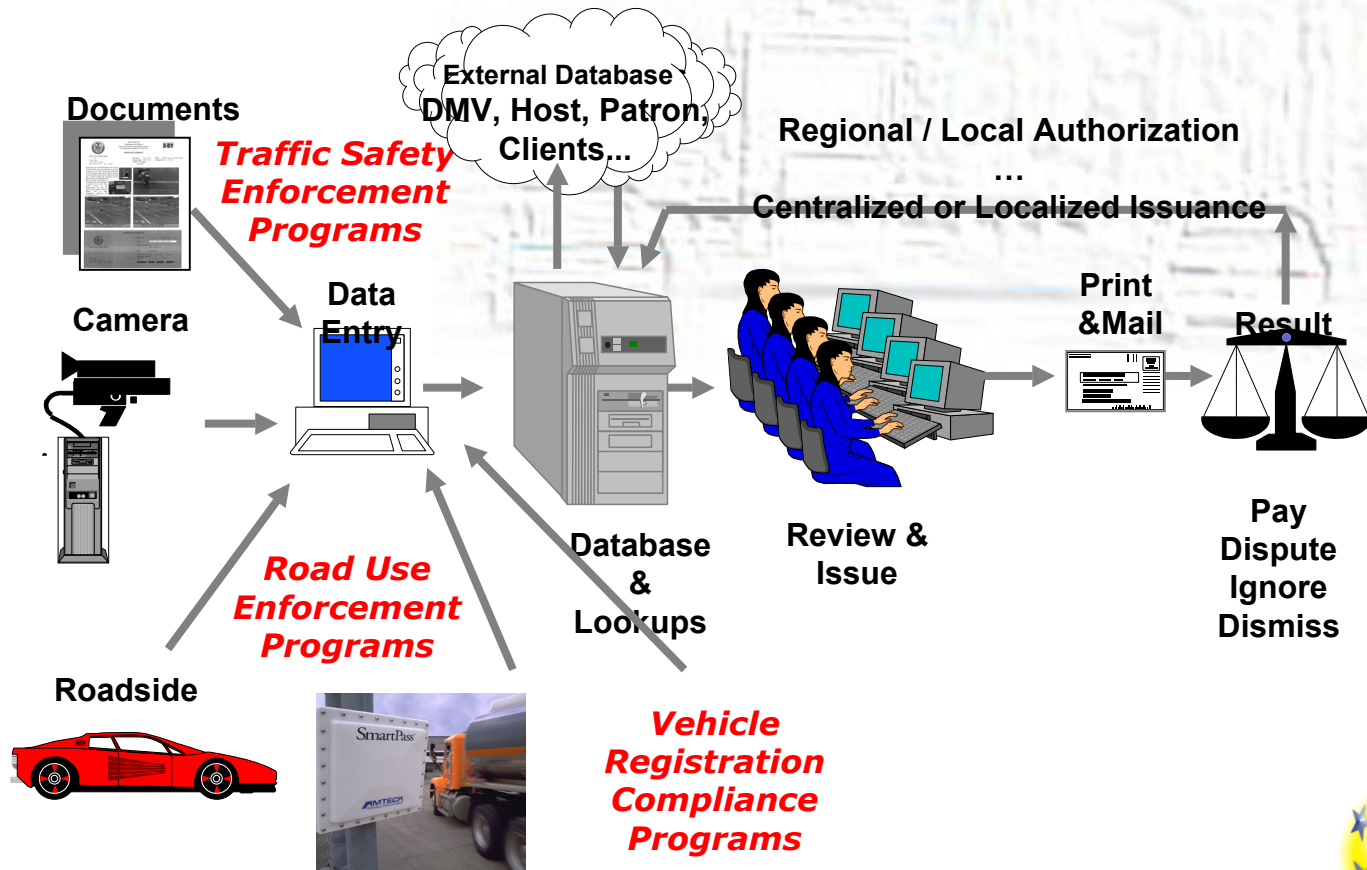 External Database
DMV, Host, Patron,
Clients...
Documents
Traffic Safety
Enforcement
Programs
Regional / Local Authorization
...
Centralized or Localized Issuance
Data
Entry
Camera
Print
&Mail
Result
Database
&
Lookups
Review &
Issue
Pay
Dispute
Ignore
Dismiss
Road Use
Enforcement
Programs
Roadside
SmartPass
AMTECH
Vehicle
Registration
Compliance
Programs